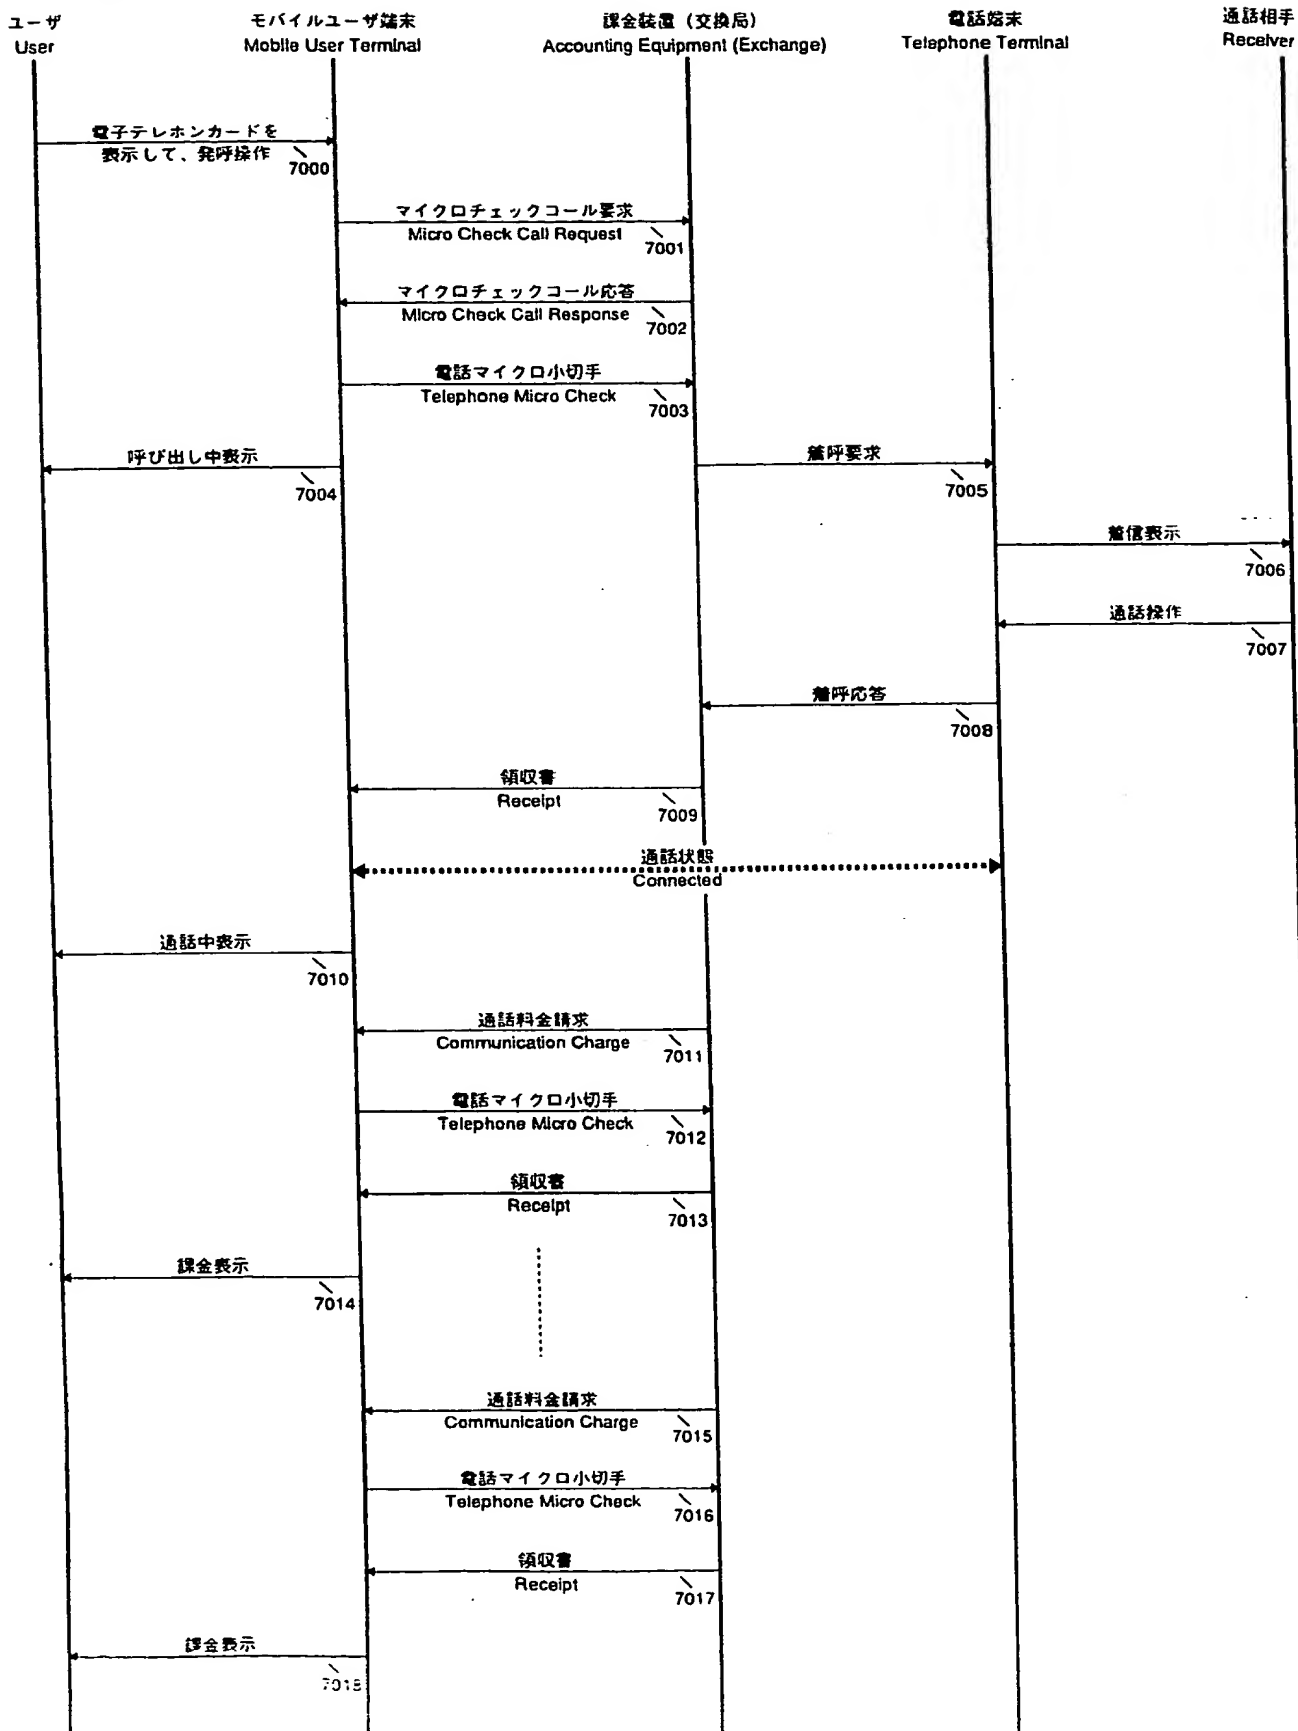 ユーザ
User
モバイルユーザ端末
Mobile User Terminal
課金装置（交換局）
Accounting Equipment (Exchange)
電話端末
Telephone Terminal
通話相手
Receiver
電子テレホンカードを
表示して、発呼操作
7000
マイクロチェックコール要求
Micro Check Call Request
7001
マイクロチェックコール応答
Micro Check Call Response
7002
電話マイクロ小切手
Telephone Micro Check
7003
呼び出し中表示
7004
着呼要求
7005
着信表示
7006
通話操作
7007
着呼応答
7008
領収書
Receipt
7009
通話状態
Connected
通話中表示
7010
通話料金請求
Communication Charge
7011
電話マイクロ小切手
Telephone Micro Check
7012
領収書
Receipt
7013
課金表示
7014
通話料金請求
Communication Charge
7015
電話マイクロ小切手
Telephone Micro Check
7016
領収書
Receipt
7017
課金表示
7018